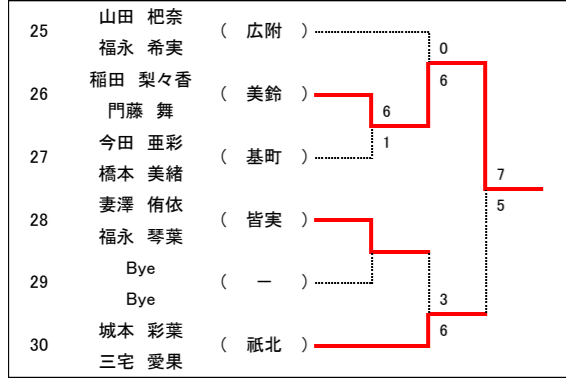 山田 杷奈
25 ( 広附 )
福永 希実
0
稲田 梨々香
6
26 ( 美鈴 )
門藤 舞
6
今田 亜彩
1
27 ( 基町 )
橋本 美緒
7
妻澤 侑依
5
28 ( 皆実 )
福永 琴葉
Bye
29 ( － )
Bye
3
城本 彩葉
6
30 ( 祇北 )
三宅 愛果